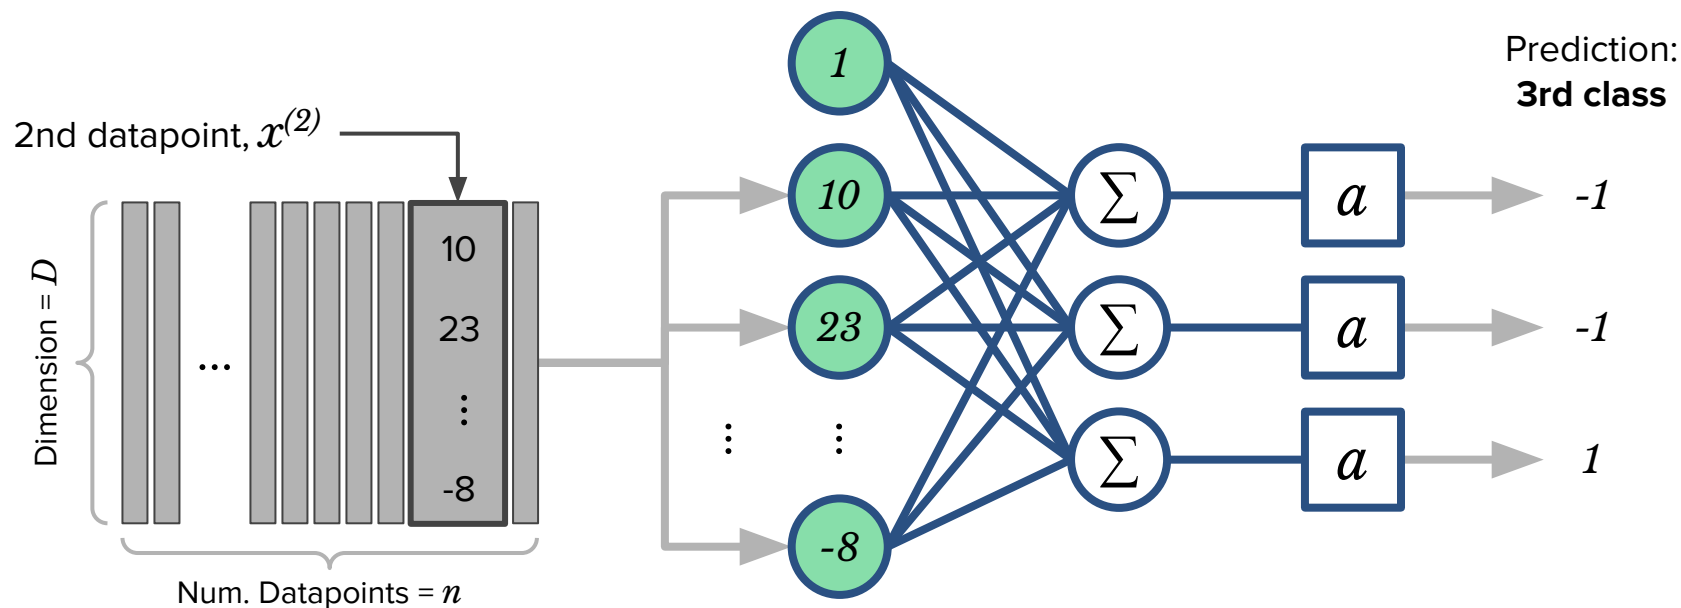 2nd datapoint, x^(2)
10
23
⋮
-8
...
Dimension = D
Num. Datapoints = n
1
10
23
⋮ ⋮
-8
Σ
Σ
Σ
a
a
a
Prediction:
3rd class
-1
-1
1